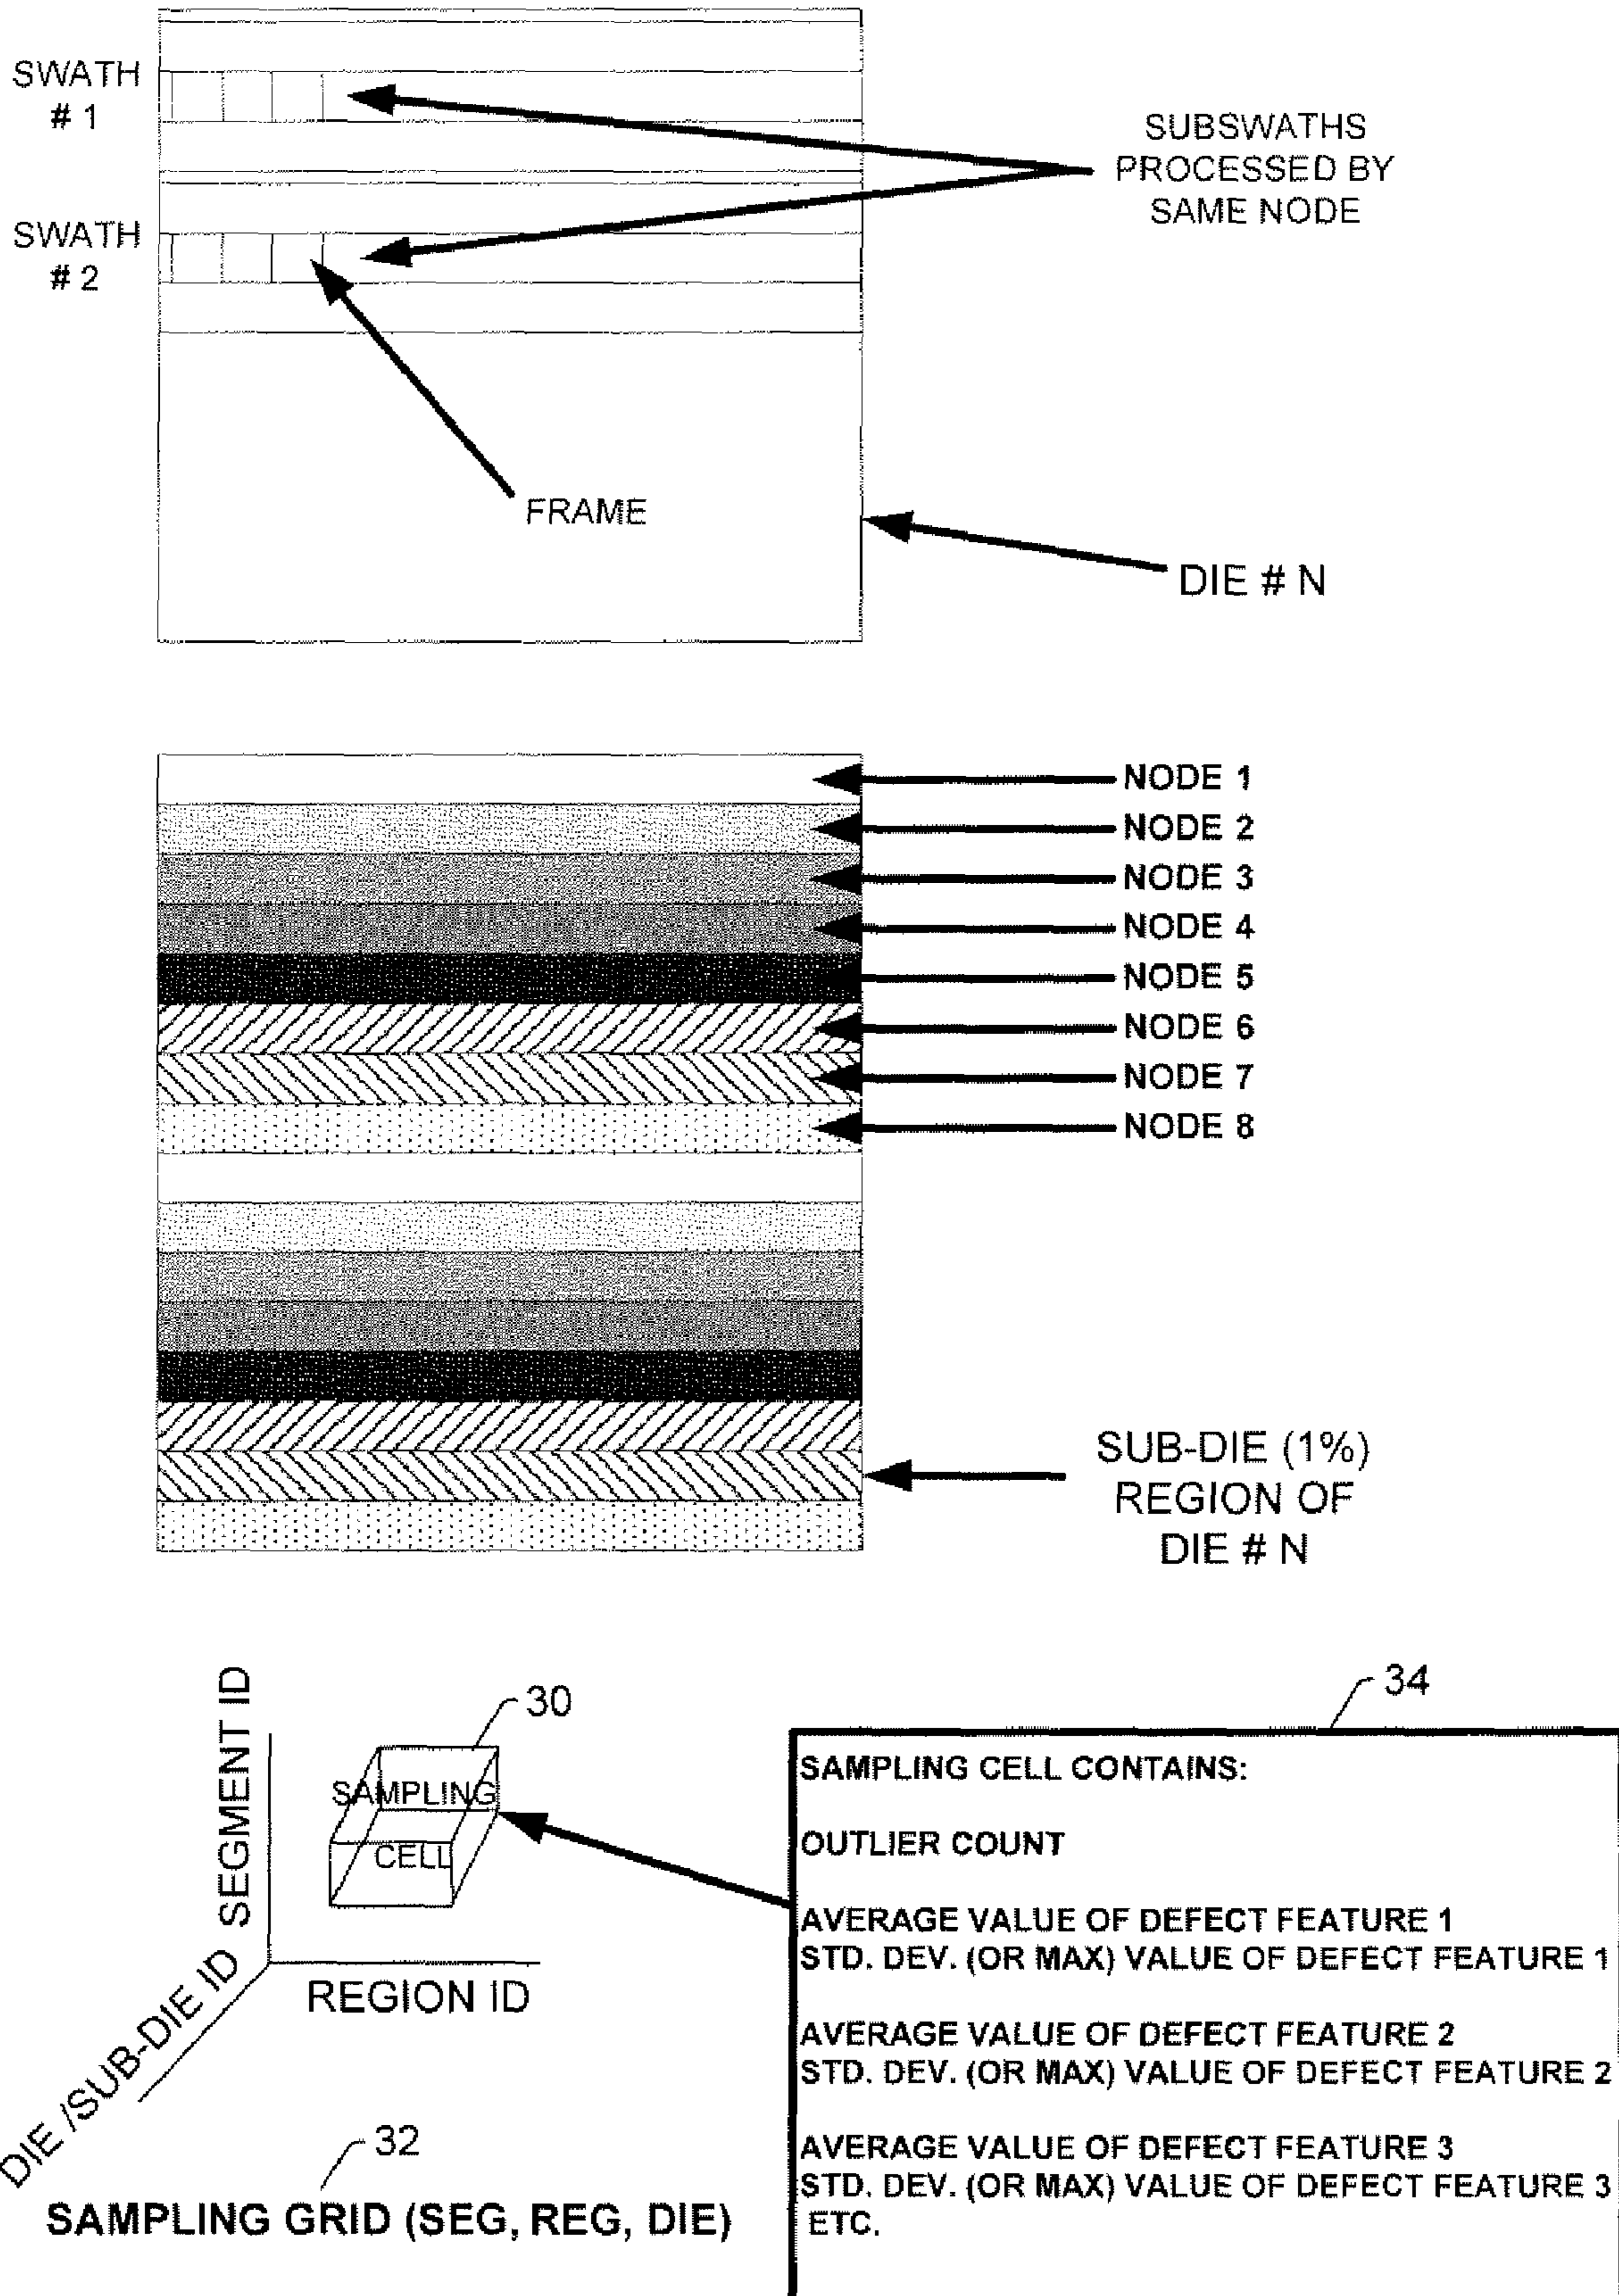 SWATH
# 1
SUBSWATHS
PROCESSED BY
SAME NODE
SWATH
# 2
FRAME
DIE # N
NODE 1
NODE 2
NODE 3
NODE 4
NODE 5
NODE 6
NODE 7
NODE 8
SUB-DIE (1%)
REGION OF
DIE # N
SEGMENT ID
30
SAMPLING
CELL
REGION ID
DIE /SUB-DIE ID
32
SAMPLING GRID (SEG, REG, DIE)
34
SAMPLING CELL CONTAINS:
OUTLIER COUNT
AVERAGE VALUE OF DEFECT FEATURE 1
STD. DEV. (OR MAX) VALUE OF DEFECT FEATURE 1
AVERAGE VALUE OF DEFECT FEATURE 2
STD. DEV. (OR MAX) VALUE OF DEFECT FEATURE 2
AVERAGE VALUE OF DEFECT FEATURE 3
STD. DEV. (OR MAX) VALUE OF DEFECT FEATURE 3
ETC.